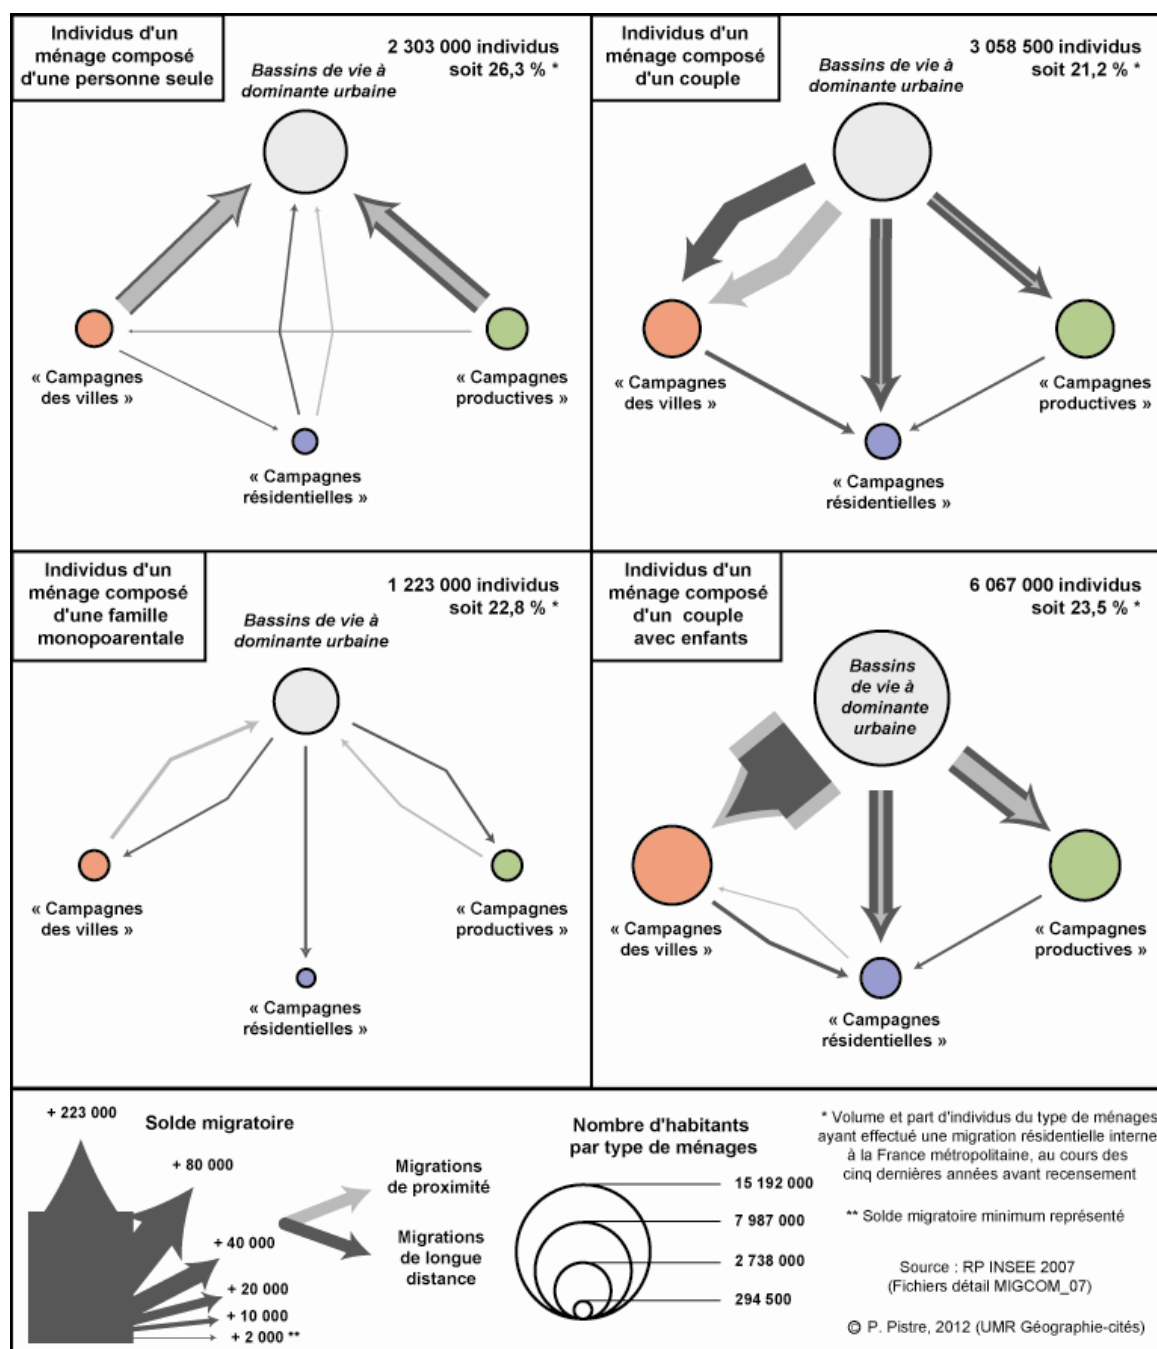 Individus d'un
ménage composé
d'une personne seule
2 303 000 individus
soit 26,3 % *
Bassins de vie à
dominante urbaine
« Campagnes
des villes »
« Campagnes
productives »
« Campagnes
résidentielles »
Individus d'un
ménage composé
d'un couple
3 058 500 individus
soit 21,2 % *
Bassins de vie à
dominante urbaine
« Campagnes
des villes »
« Campagnes
productives »
« Campagnes
résidentielles »
Individus d'un
ménage composé
d'une famille
monopoarentale
1 223 000 individus
soit 22,8 % *
Bassins de vie à
dominante urbaine
« Campagnes
des villes »
« Campagnes
productives »
« Campagnes
résidentielles »
Individus d'un
ménage composé
d'un couple
avec enfants
6 067 000 individus
soit 23,5 % *
Bassins
de vie à
dominante
urbaine
« Campagnes
des villes »
« Campagnes
productives »
« Campagnes
résidentielles »
Solde migratoire
+ 223 000
+ 80 000
+ 40 000
+ 20 000
+ 10 000
+ 2 000 **
Migrations
de proximité
Migrations
de longue
distance
Nombre d'habitants
par type de ménages
15 192 000
7 987 000
2 738 000
294 500
* Volume et part d'individus du type de ménages
ayant effectué une migration résidentielle interne
à la France métropolitaine, au cours des
cinq dernières années avant recensement
** Solde migratoire minimum représenté
Source : RP INSEE 2007
(Fichiers détail MIGCOM_07)
© P. Pistre, 2012 (UMR Géographie-cités)